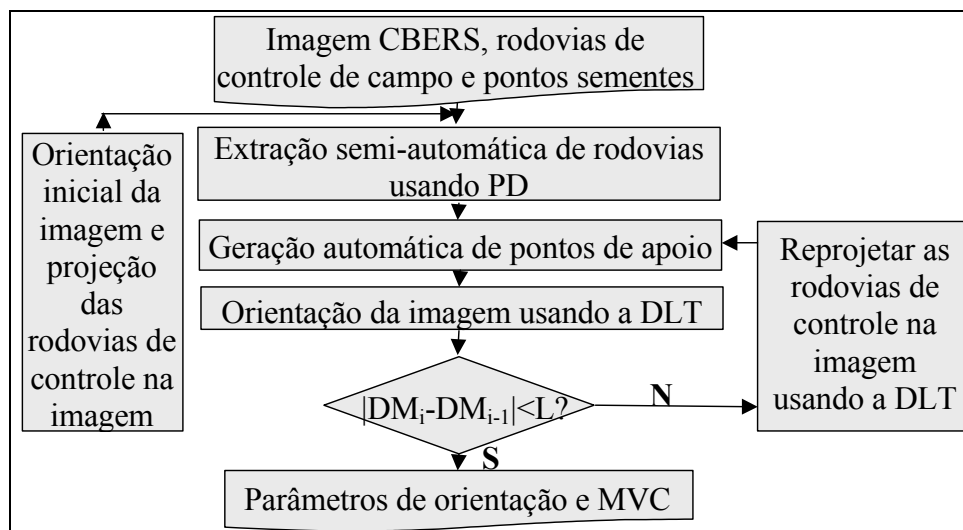 Imagem CBERS, rodovias de
controle de campo e pontos sementes
Orientação
inicial da
imagem e
projeção
das
rodovias de
controle na
imagem
Extração semi-automática de rodovias
usando PD
Geração automática de pontos de apoio
Orientação da imagem usando a DLT
Reprojetar as
rodovias de
controle na
imagem
usando a DLT
|DMi-DMi-1|<L?
N
S
Parâmetros de orientação e MVC